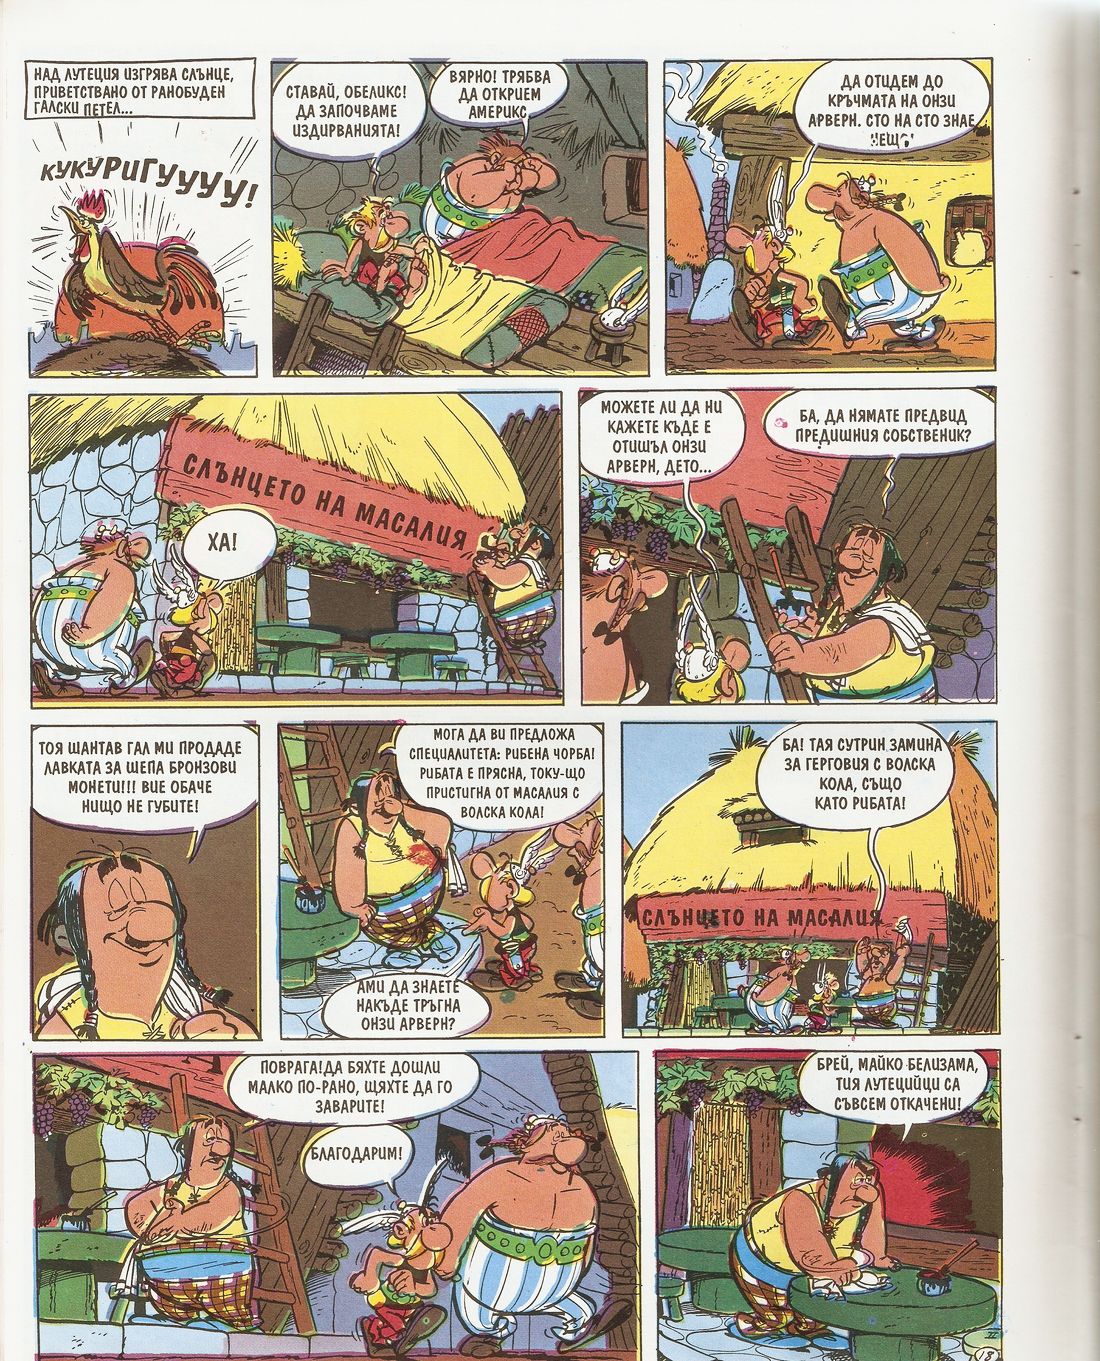 НАД ЛУТЕЦИЯ ИЗГРЯВА СЛЪНЦЕ,
ПРИВЕТСТВАНО ОТ РАНОБУДЕН
ГАЛСКИ ПЕТЕЛ...
КУКУРИГУУУУ!
СТАВАЙ, ОБЕЛИКС!
ДА ЗАПОЧВАМЕ
ИЗДИРВАНИЯТА!
ВЯРНО! ТРЯБВА
ДА ОТКРИЕМ
АМЕРИКС
ДА ОТИДЕМ ДО
КРЪЧМАТА НА ОНЗИ
АРВЕРН. СТО НА СТО ЗНАЕ
НЕЩО!
СЛЪНЦЕТО НА МАСАЛИЯ
ХА!
МОЖЕТЕ ЛИ ДА НИ
КАЖЕТЕ КЪДЕ Е
ОТИШЪЛ ОНЗИ
АРВЕРН, ДЕТО...
БА, ДА НЯМАТЕ ПРЕДВИД
ПРЕДИШНИЯ СОБСТВЕНИК?
ТОЯ ШАНТАВ ГАЛ МИ ПРОДАДЕ
ЛАВКАТА ЗА ШЕПА БРОНЗОВИ
МОНЕТИ!!! ВИЕ ОБАЧЕ
НИЩО НЕ ГУБИТЕ!
МОГА ДА ВИ ПРЕДЛОЖА
СПЕЦИАЛИТЕТА: РИБЕНА ЧОРБА!
РИБАТА Е ПРЯСНА, ТОКУ-ЩО
ПРИСТИГНА ОТ МАСАЛИЯ С
ВОЛСКА КОЛА!
АМИ ДА ЗНАЕТЕ
НАКЪДЕ ТРЪГНА
ОНЗИ АРВЕРН?
БА! ТАЯ СУТРИН ЗАМИНА
ЗА ГЕРГОВИЯ С ВОЛСКА
КОЛА, СЪЩО
КАТО РИБАТА!
СЛЪНЦЕТО НА МАСАЛИЯ
ПОВРАГА!ДА БЯХТЕ ДОШЛИ
МАЛКО ПО-РАНО, ЩЯХТЕ ДА ГО
ЗАВАРИТЕ!
БЛАГОДАРИМ!
БРЕЙ, МАЙКО БЕЛИЗАМА,
ТИЯ ЛУТЕЦИЙЦИ СА
СЪВСЕМ ОТКАЧЕНИ!
18